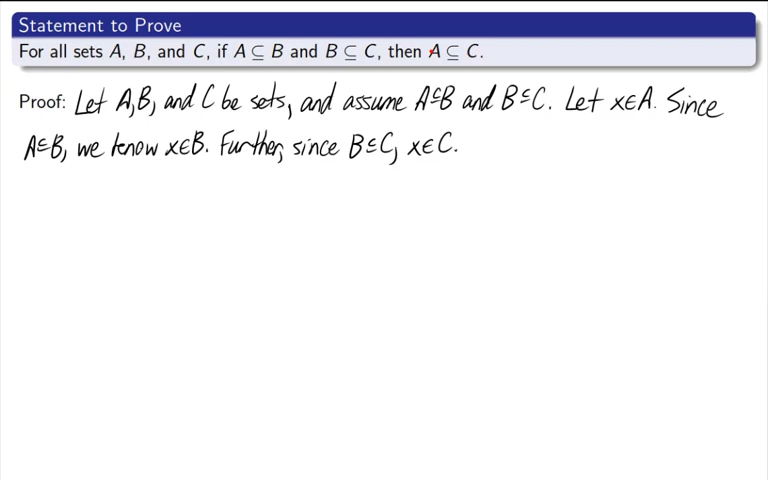 Statement to Prove
For all sets A, B, and C, if A ⊆ B and B ⊆ C, then A ⊆ C.
Proof: Let A, B, and C be sets, and assume A⊆B and B⊆C. Let x∈A. Since
A⊆B, we know x∈B. Further, since B⊆C, x∈C.